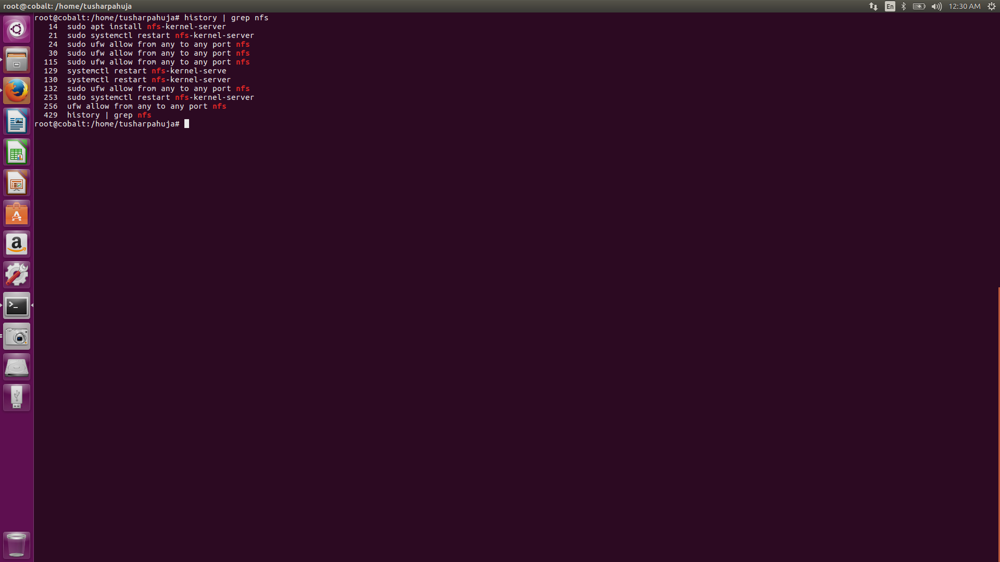 root@cobalt: /home/tusharpahuja
En
12:30 AM
root@cobalt:/home/tusharpahuja# history | grep nfs
   14  sudo apt install nfs-kernel-server
   21  sudo systemctl restart nfs-kernel-server
   24  sudo ufw allow from any to any port nfs
   30  sudo ufw allow from any to any port nfs
  115  sudo ufw allow from any to any port nfs
  129  systemctl restart nfs-kernel-serve
  130  systemctl restart nfs-kernel-server
  132  sudo ufw allow from any to any port nfs
  253  sudo systemctl restart nfs-kernel-server
  256  ufw allow from any to any port nfs
  429  history | grep nfs
root@cobalt:/home/tusharpahuja#